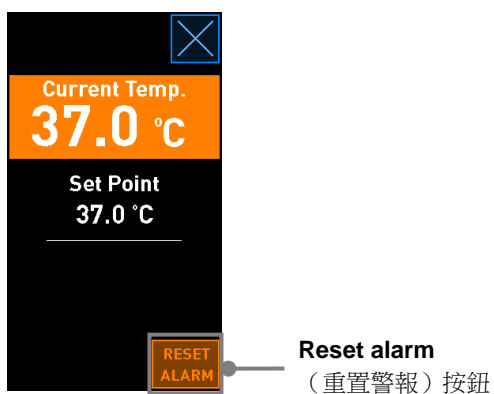 Current Temp.
37.0 °C
Set Point
37.0 °C
RESET
ALARM
Reset alarm
（重置警報）按鈕